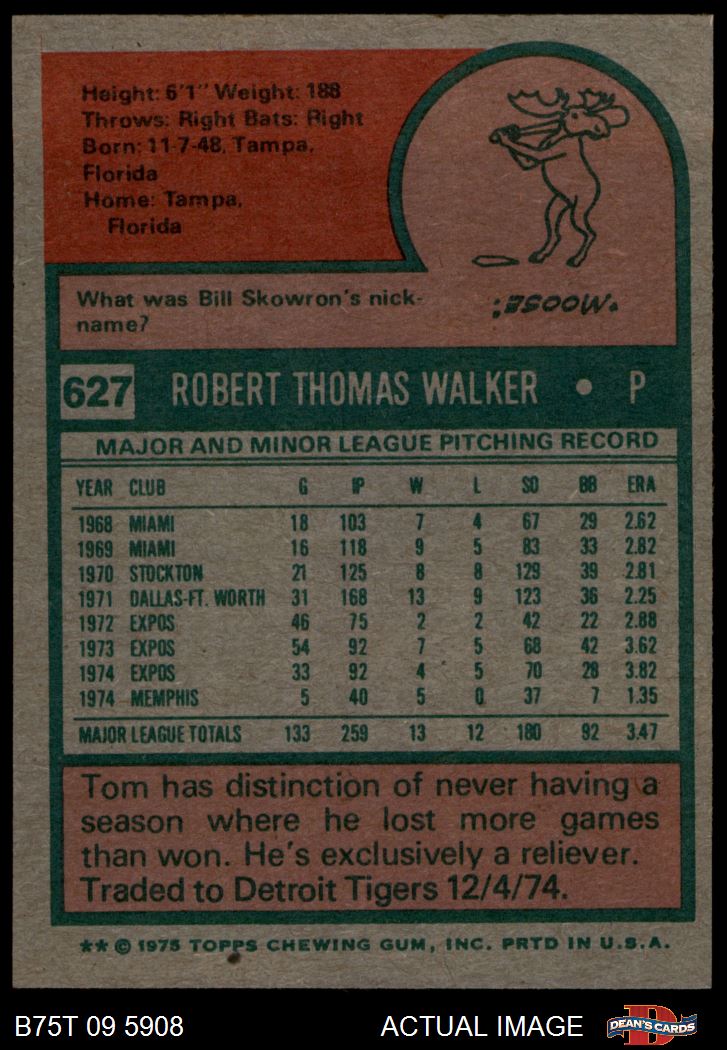 Height: 6'1" Weight: 188
Throws: Right Bats: Right
Born: 11-7-48, Tampa,
Florida
Home: Tampa,
Florida
What was Bill Skowron's nick-
name?
"MOOSE."
627 ROBERT THOMAS WALKER • P
MAJOR AND MINOR LEAGUE PITCHING RECORD
YEAR CLUB G IP W L SO BB ERA
1968 MIAMI 18 103 7 4 67 29 2.62
1969 MIAMI 16 118 9 5 83 33 2.82
1970 STOCKTON 21 125 8 8 129 39 2.81
1971 DALLAS-FT. WORTH 31 168 13 9 123 36 2.25
1972 EXPOS 46 75 2 2 42 22 2.88
1973 EXPOS 54 92 7 5 68 42 3.62
1974 EXPOS 33 92 4 5 70 28 3.82
1974 MEMPHIS 5 40 5 0 37 7 1.35
MAJOR LEAGUE TOTALS 133 259 13 12 180 92 3.47
Tom has distinction of never having a
season where he lost more games
than won. He's exclusively a reliever.
Traded to Detroit Tigers 12/4/74.
** © 1975 TOPPS CHEWING GUM, INC. PRTD IN U.S.A.
B75T 09 5908 ACTUAL IMAGE DEAN'S CARDS